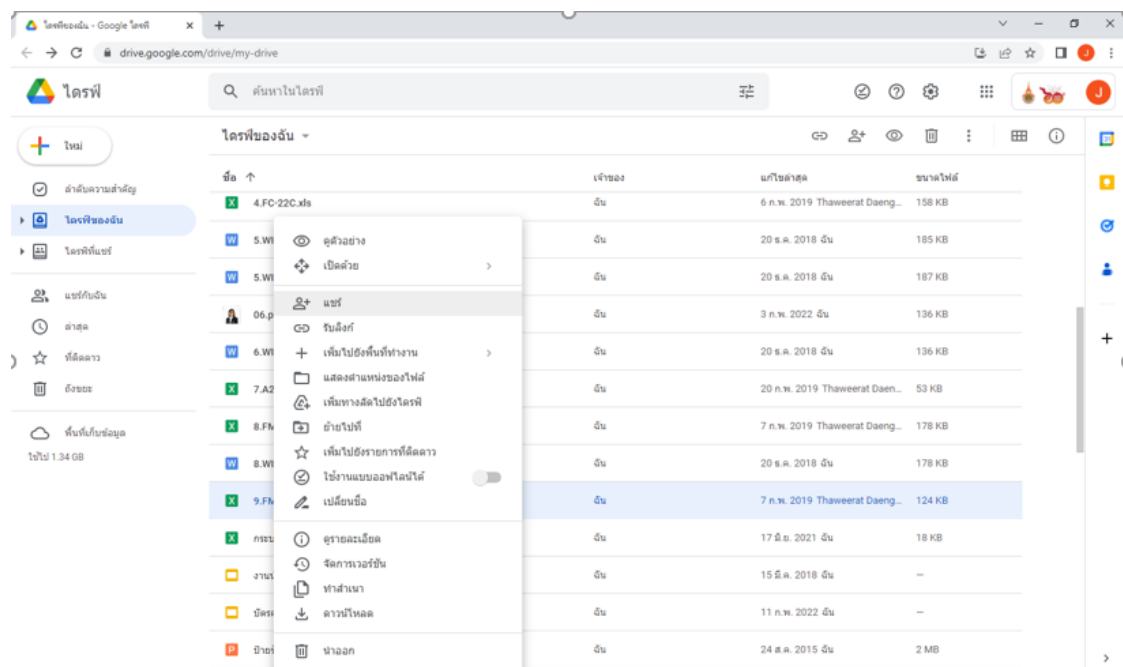 ไดรฟ์ของฉัน - Google ไดรฟ์
drive.google.com/drive/my-drive
ไดรฟ์
ค้นหาในไดรฟ์
J
ใหม่
ลำดับความสำคัญ
ไดรฟ์ของฉัน
ไดรฟ์ที่แชร์
แชร์กับฉัน
ล่าสุด
ที่ติดดาว
ถังขยะ
พื้นที่เก็บข้อมูล
ใช้ไป 1.34 GB
ไดรฟ์ของฉัน
ชื่อ เจ้าของ แก้ไขล่าสุด ขนาดไฟล์
4.FC-22C.xls ฉัน 6 ก.พ. 2019 Thaweerat Daeng... 158 KB
5.WI ฉัน 20 ธ.ค. 2018 ฉัน 185 KB
5.WI ฉัน 20 ธ.ค. 2018 ฉัน 187 KB
06.p ฉัน 3 ก.พ. 2022 ฉัน 136 KB
6.WI ฉัน 20 ธ.ค. 2018 ฉัน 136 KB
7.A2 ฉัน 20 ก.พ. 2019 Thaweerat Daen... 53 KB
8.FM ฉัน 7 ก.พ. 2019 Thaweerat Daeng... 178 KB
8.WI ฉัน 20 ธ.ค. 2018 ฉัน 178 KB
9.FM ฉัน 7 ก.พ. 2019 Thaweerat Daeng... 124 KB
กระบ ฉัน 17 มิ.ย. 2021 ฉัน 18 KB
งานน ฉัน 15 มี.ค. 2018 ฉัน —
บัตร ฉัน 11 ก.พ. 2022 ฉัน —
ป้าย ฉัน 24 ส.ค. 2015 ฉัน 2 MB
ดูตัวอย่าง
เปิดด้วย
แชร์
รับลิงก์
เพิ่มไปยังพื้นที่ทำงาน
แสดงตำแหน่งของไฟล์
เพิ่มทางลัดไปยังไดรฟ์
ย้ายไปที่
เพิ่มไปยังรายการที่ติดดาว
ใช้งานแบบออฟไลน์ได้
เปลี่ยนชื่อ
ดูรายละเอียด
จัดการเวอร์ชัน
ทำสำเนา
ดาวน์โหลด
นำออก